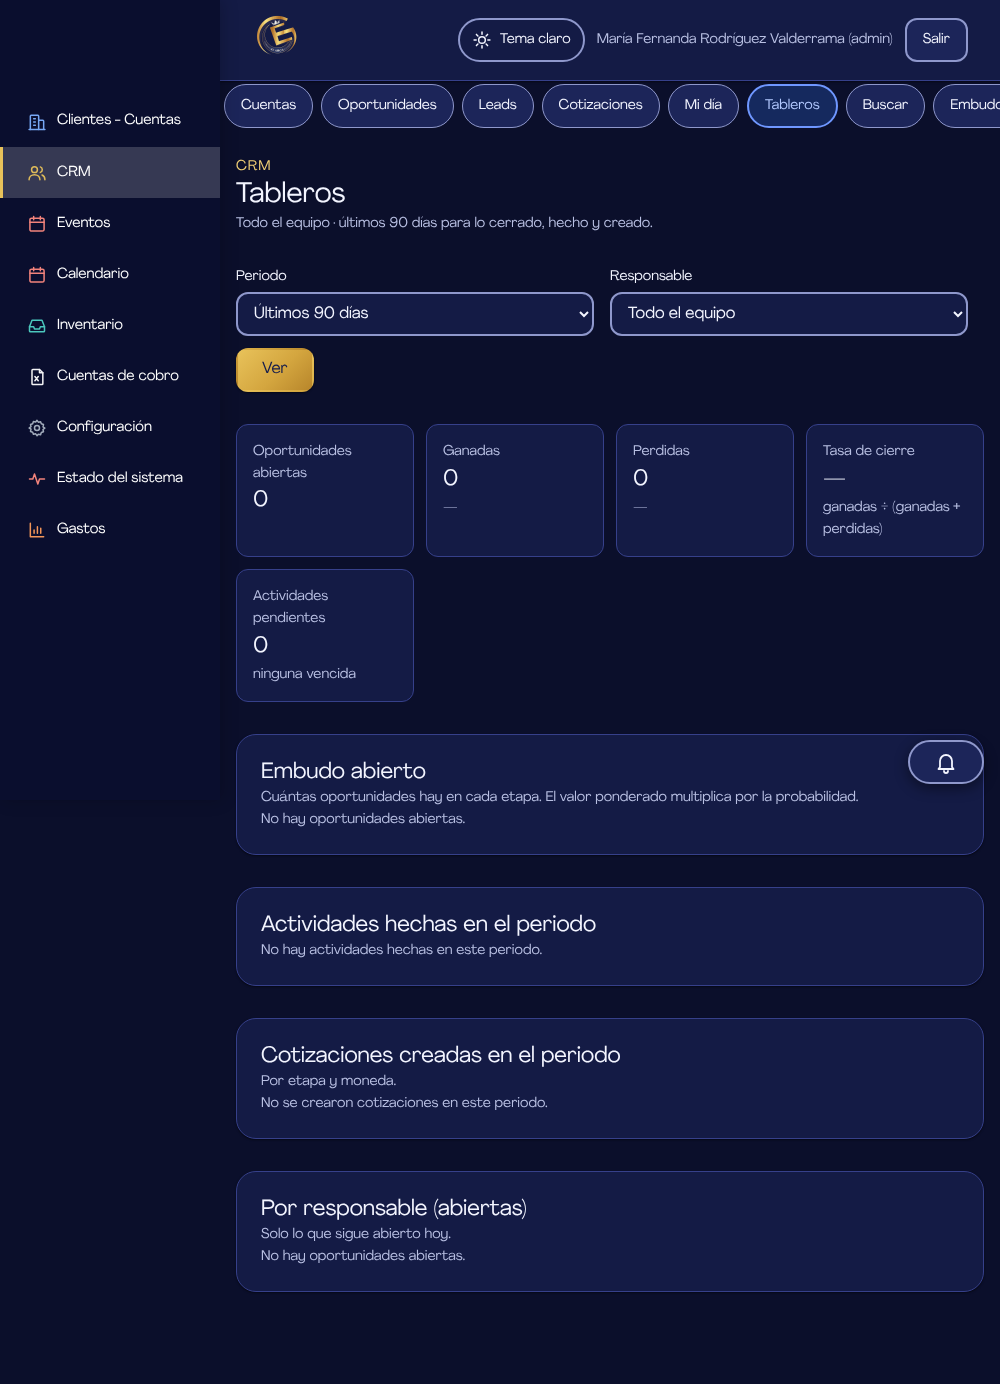 Tema claro
María Fernanda Rodríguez Valderrama (admin)
Salir
Clientes - Cuentas
CRM
Eventos
Calendario
Inventario
Cuentas de cobro
Configuración
Estado del sistema
Gastos
Cuentas
Oportunidades
Leads
Cotizaciones
Mi día
Tableros
Buscar
Embudo
CRM
Tableros
Todo el equipo · últimos 90 días para lo cerrado, hecho y creado.
Periodo
Responsable
Últimos 90 días
Todo el equipo
Ver
Oportunidades
abiertas
0
Ganadas
0
—
Perdidas
0
—
Tasa de cierre
—
ganadas ÷ (ganadas +
perdidas)
Actividades
pendientes
0
ninguna vencida
Embudo abierto
Cuántas oportunidades hay en cada etapa. El valor ponderado multiplica por la probabilidad.
No hay oportunidades abiertas.
Actividades hechas en el periodo
No hay actividades hechas en este periodo.
Cotizaciones creadas en el periodo
Por etapa y moneda.
No se crearon cotizaciones en este periodo.
Por responsable (abiertas)
Solo lo que sigue abierto hoy.
No hay oportunidades abiertas.